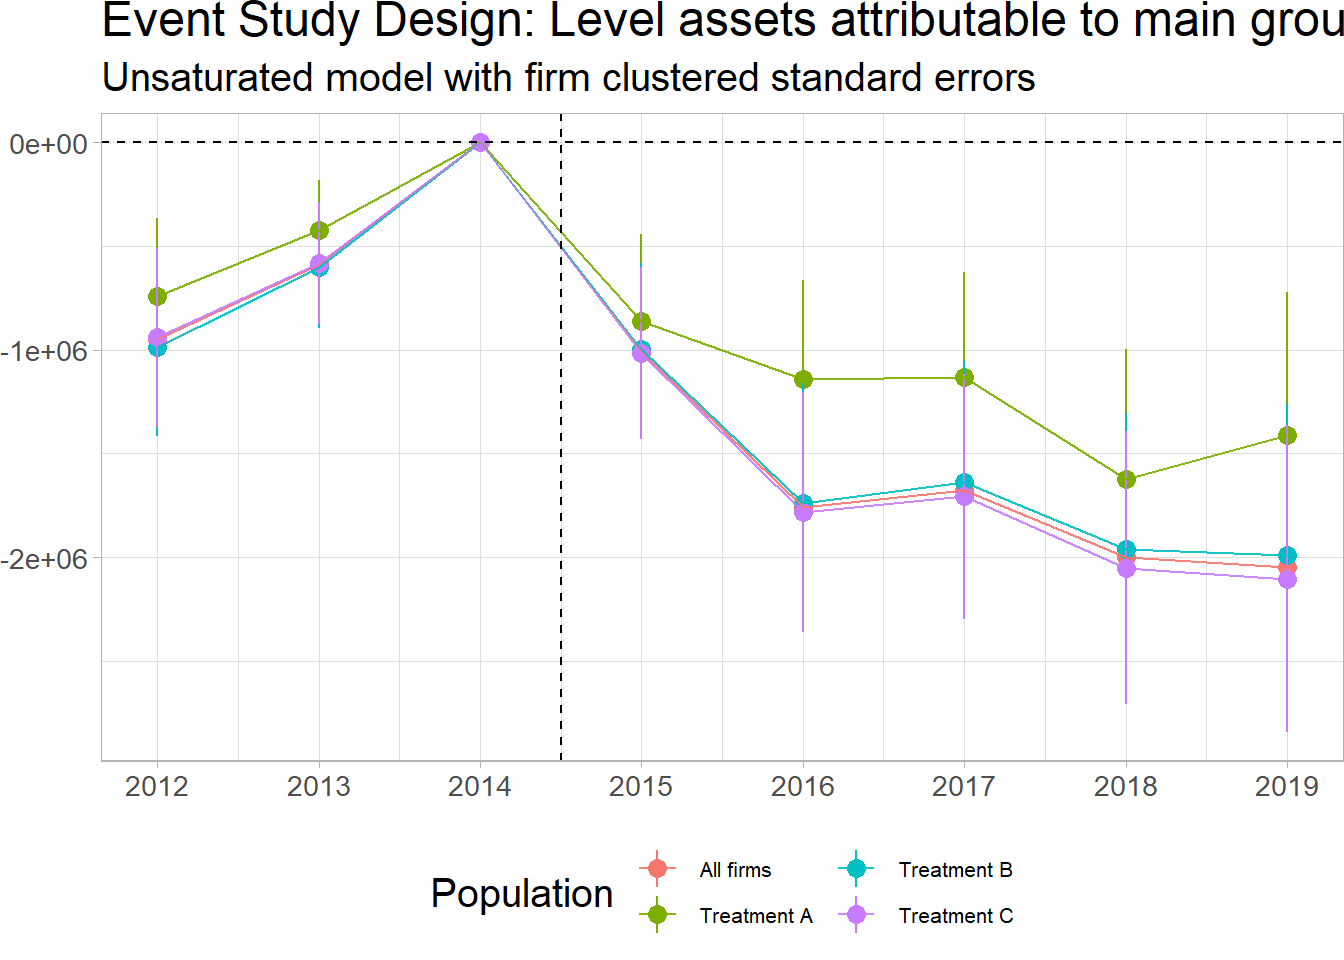 Event Study Design: Level assets attributable to main grou
Unsaturated model with firm clustered standard errors
0e+00
-1e+06
-2e+06
2012 2013 2014 2015 2016 2017 2018 2019
Population
All firms
Treatment A
Treatment B
Treatment C